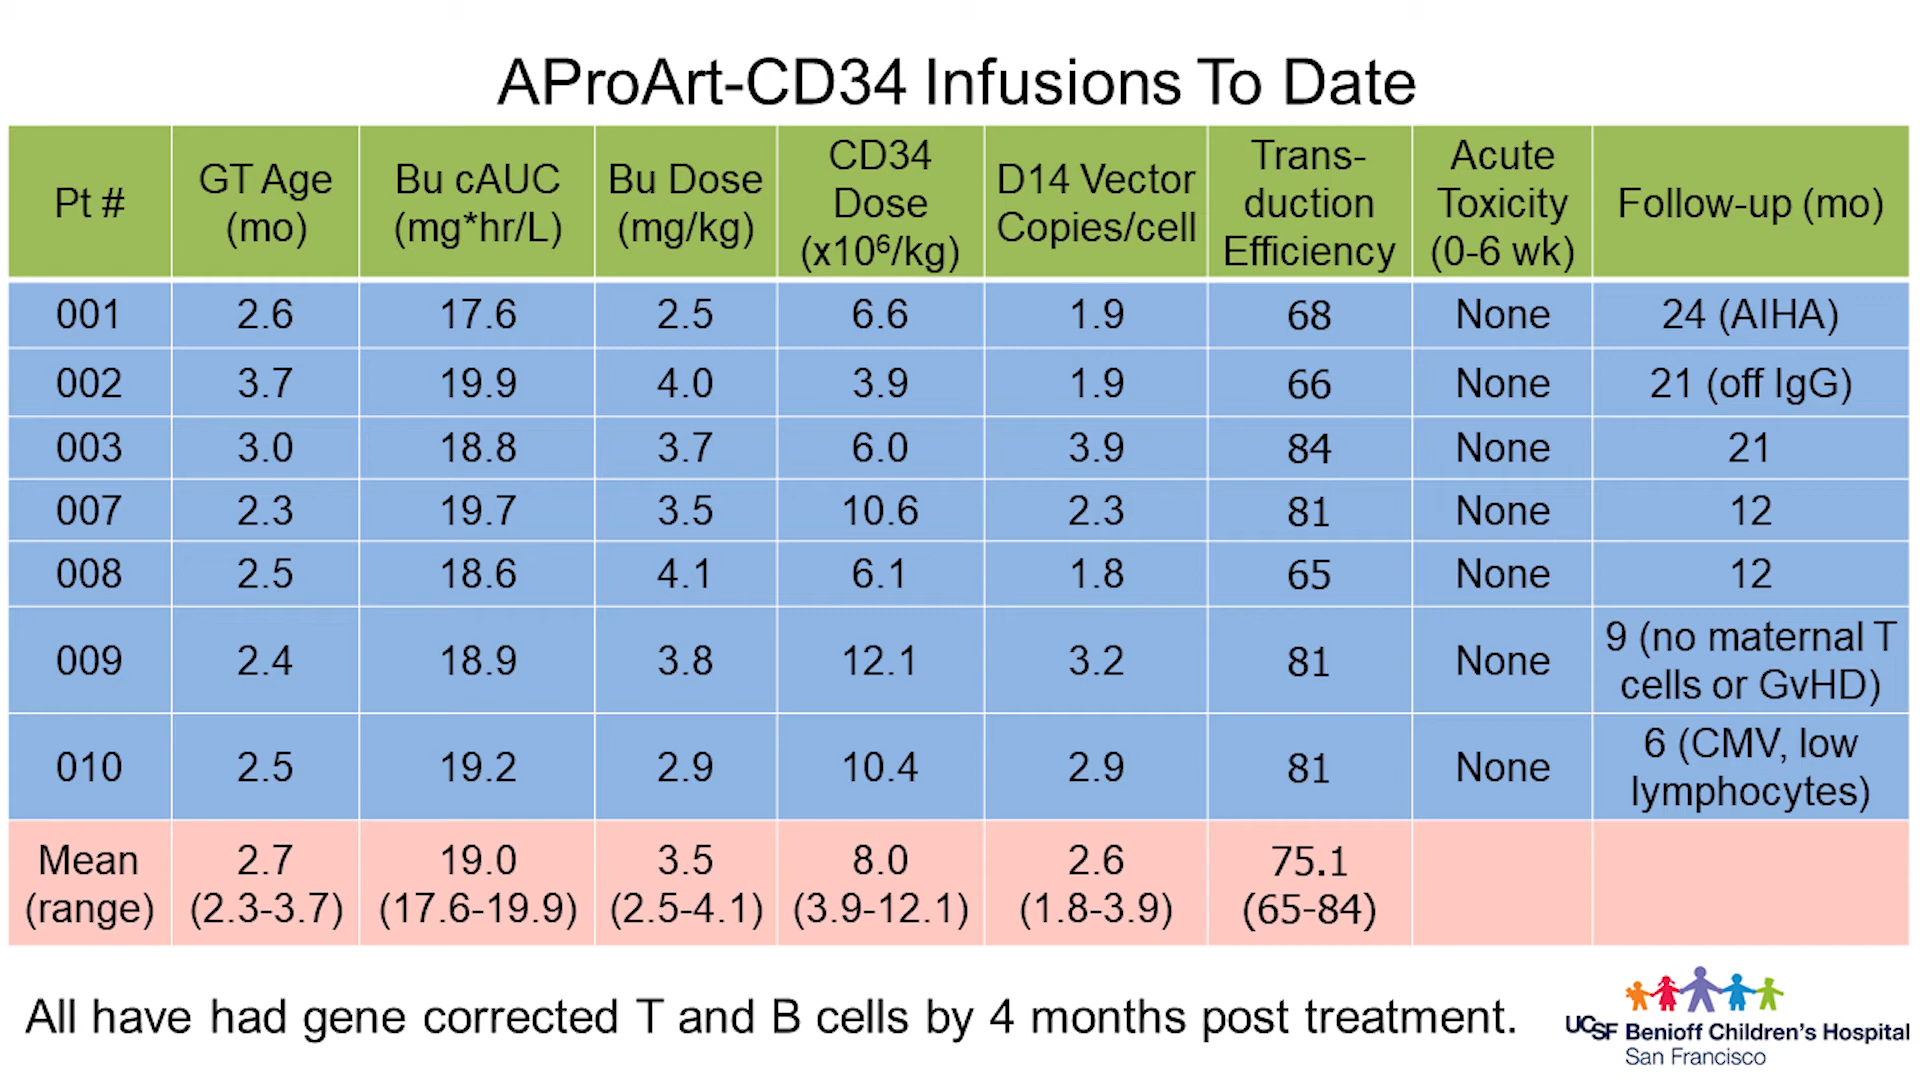 AProArt-CD34 Infusions To Date
Pt #
GT Age
(mo)
Bu cAUC
(mg*hr/L)
Bu Dose
(mg/kg)
CD34
Dose
(x10⁶/kg)
D14 Vector
Copies/cell
Trans-
duction
Efficiency
Acute
Toxicity
(0-6 wk)
Follow-up (mo)
001 2.6 17.6 2.5 6.6 1.9 68 None 24 (AIHA)
002 3.7 19.9 4.0 3.9 1.9 66 None 21 (off IgG)
003 3.0 18.8 3.7 6.0 3.9 84 None 21
007 2.3 19.7 3.5 10.6 2.3 81 None 12
008 2.5 18.6 4.1 6.1 1.8 65 None 12
009 2.4 18.9 3.8 12.1 3.2 81 None 9 (no maternal T
cells or GvHD)
010 2.5 19.2 2.9 10.4 2.9 81 None 6 (CMV, low
lymphocytes)
Mean 2.7 19.0 3.5 8.0 2.6 75.1
(range) (2.3-3.7) (17.6-19.9) (2.5-4.1) (3.9-12.1) (1.8-3.9) (65-84)
All have had gene corrected T and B cells by 4 months post treatment.
UCSF Benioff Children's Hospital
San Francisco